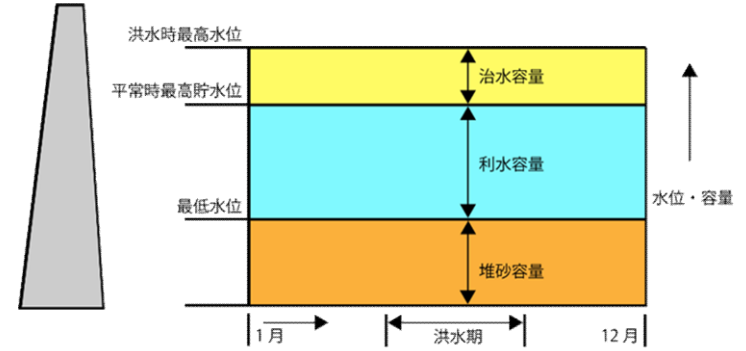 洪水時最高水位
治水容量
平常時最高貯水位
利水容量
水位・容量
最低水位
堆砂容量
1月
洪水期
12月